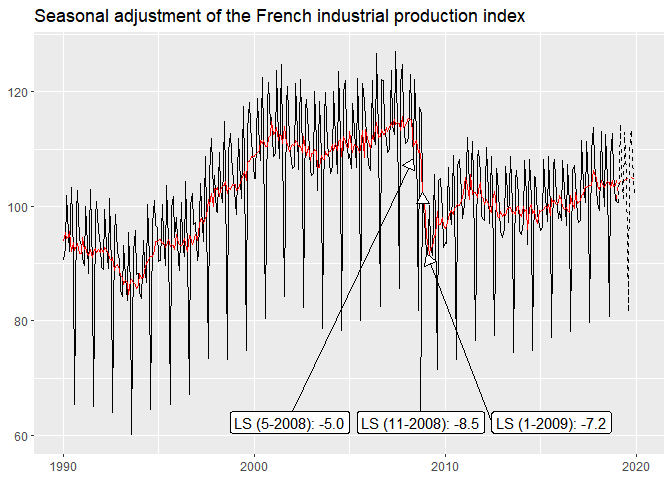 Seasonal adjustment of the French industrial production index
120
100
80
60
LS (5-2008): -5.0
LS (11-2008): -8.5
LS (1-2009): -7.2
1990
2000
2010
2020